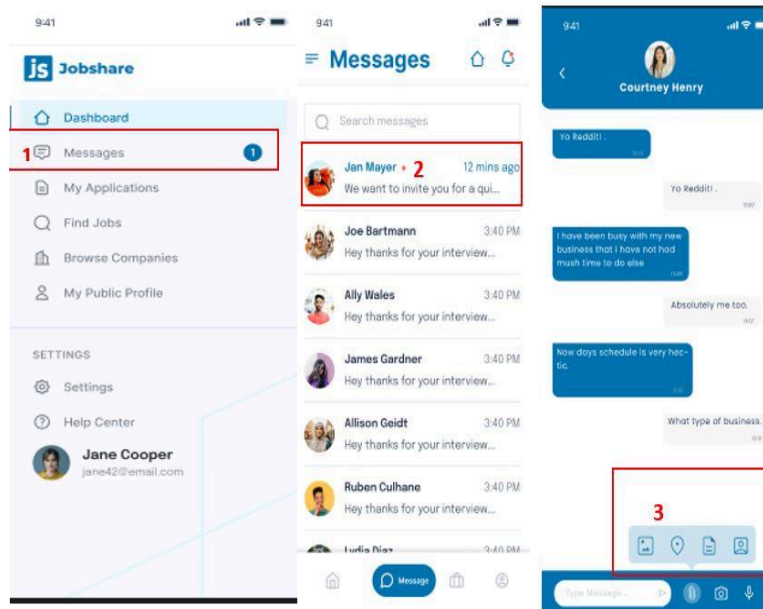 9:41
js Jobshare
Dashboard
1 Messages 1
My Applications
Find Jobs
Browse Companies
My Public Profile
SETTINGS
Settings
Help Center
Jane Cooper
jane42@email.com
9:41
Messages
Search messages
Jan Mayer 2 12 mins ago
We want to invite you for a qui...
Joe Bartmann 3:40 PM
Hey thanks for your interview...
Ally Wales 3:40 PM
Hey thanks for your interview...
James Gardner 3:40 PM
Hey thanks for your interview...
Allison Geidt 3:40 PM
Hey thanks for your interview...
Ruben Culhane 3:40 PM
Hey thanks for your interview...
Lydia Diaz 3:40 PM
Message
9:41
Courtney Henry
Yo Reddit! .
Yo Reddit! .
I have been busy with my new
business that i have not had
mush time to do else
Absolutely me too.
Now days schedule is very hec-
tic.
What type of business.
3
Type Message...